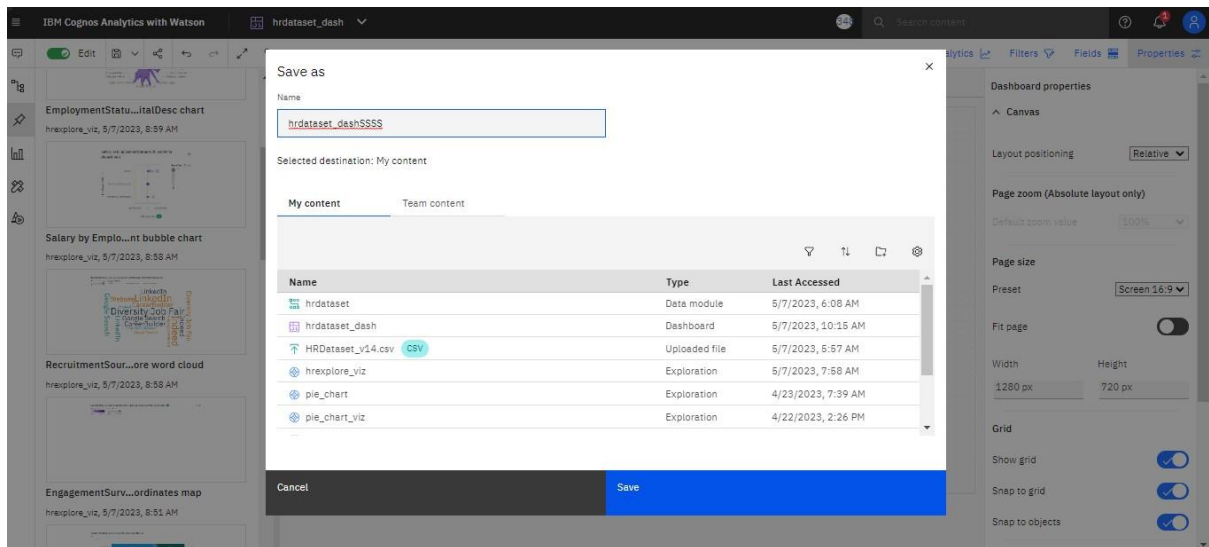 IBM Cognos Analytics with Watson
hrdataset_dash
Search content
Edit
Filters
Fields
Properties
EmploymentStatu...italDesc chart
hrexplore_viz, 5/7/2023, 8:59 AM
Salary by Emplo...nt bubble chart
hrexplore_viz, 5/7/2023, 8:58 AM
LinkedIn
Diversity Job Fair
Google Search
CareerBuilder
Indeed
RecruitmentSour...ore word cloud
hrexplore_viz, 5/7/2023, 8:58 AM
EngagementSurv...ordinates map
hrexplore_viz, 5/7/2023, 8:51 AM
Save as
Name
hrdataset_dashSSSS
Selected destination: My content
My content Team content
Name Type Last Accessed
hrdataset Data module 5/7/2023, 6:08 AM
hrdataset_dash Dashboard 5/7/2023, 10:15 AM
HRDataset_v14.csv CSV Uploaded file 5/7/2023, 5:57 AM
hrexplore_viz Exploration 5/7/2023, 7:58 AM
pie_chart Exploration 4/23/2023, 7:39 AM
pie_chart_viz Exploration 4/22/2023, 2:26 PM
Cancel Save
Dashboard properties
Canvas
Layout positioning Relative
Page zoom (Absolute layout only)
Default zoom value 100%
Page size
Preset Screen 16:9
Fit page
Width Height
1280 px 720 px
Grid
Show grid
Snap to grid
Snap to objects